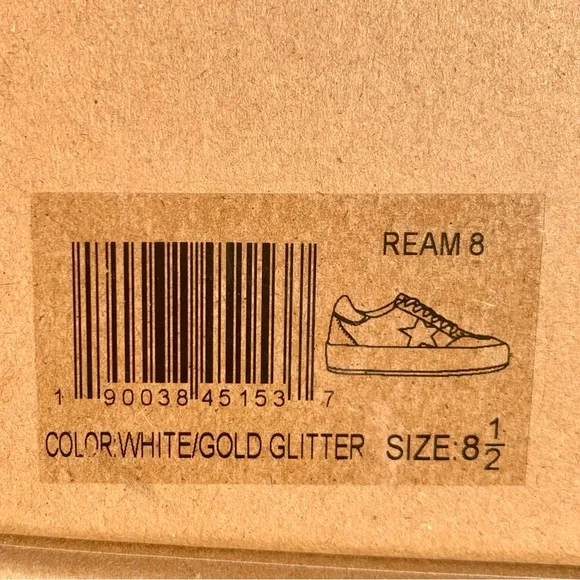 REAM 8
1 90038 45153 7
COLOR:WHITE/GOLD GLITTER SIZE:8 1/2